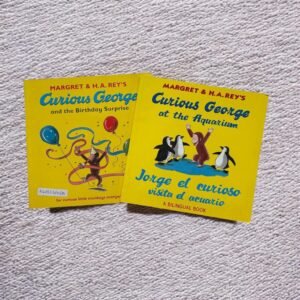 MARGRET & H.A. REY'S
Curious George
and the Birthday Surprise
MARGRET & H.A. REY'S
Curious George
at the Aquarium
Jorge el curioso
visita el acuario
A BILINGUAL BOOK